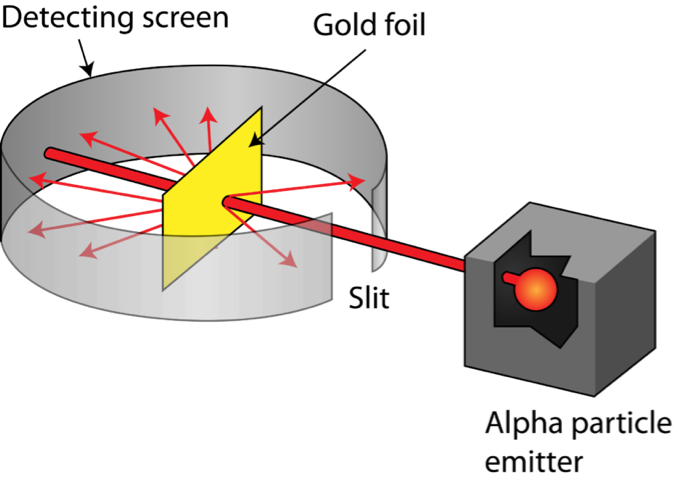 Detecting screen
Gold foil
Slit
Alpha particle
emitter